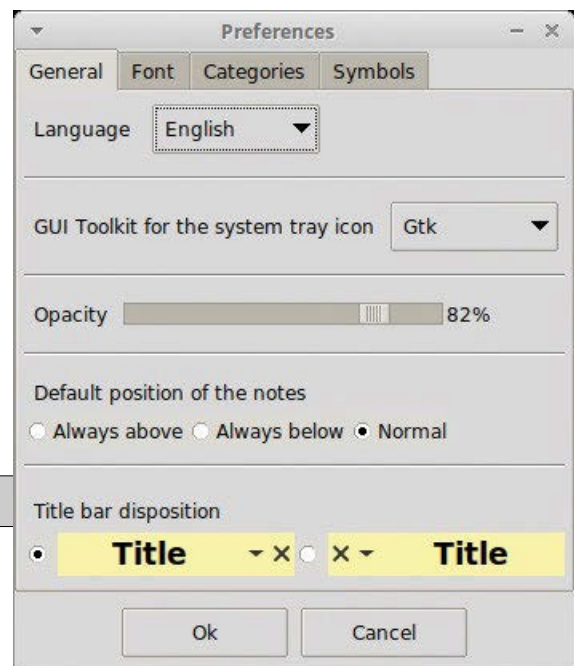 Preferences
General Font Categories Symbols
Language English
GUI Toolkit for the system tray icon Gtk
Opacity 82%
Default position of the notes
Always above Always below Normal
Title bar disposition
Title Title
Ok Cancel